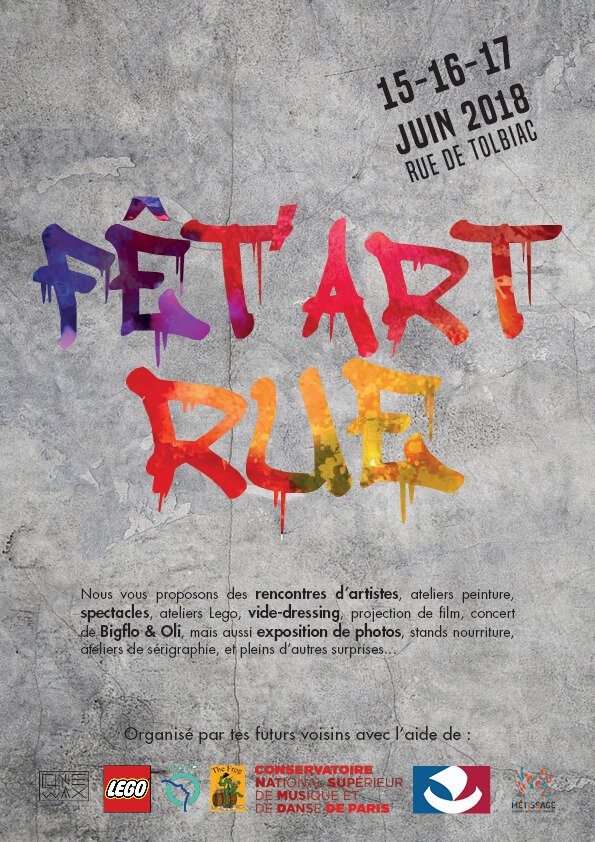 15-16-17
JUIN 2018
RUE DE TOLBIAC
FÊT'ART
RUE
Nous vous proposons des rencontres d'artistes, ateliers peinture,
spectacles, ateliers Lego, vide-dressing, projection de film, concert
de Bigflo & Oli, mais aussi exposition de photos, stands nourriture,
ateliers de sérigraphie, et pleins d'autres surprises...
Organisé par tes futurs voisins avec l'aide de :
CINE
WAX
LEGO
The Frog
CONSERVATOIRE
NATIONAL SUPÉRIEUR
DE MUSIQUE ET
DE DANSE DE PARIS
MÉTISSAGE